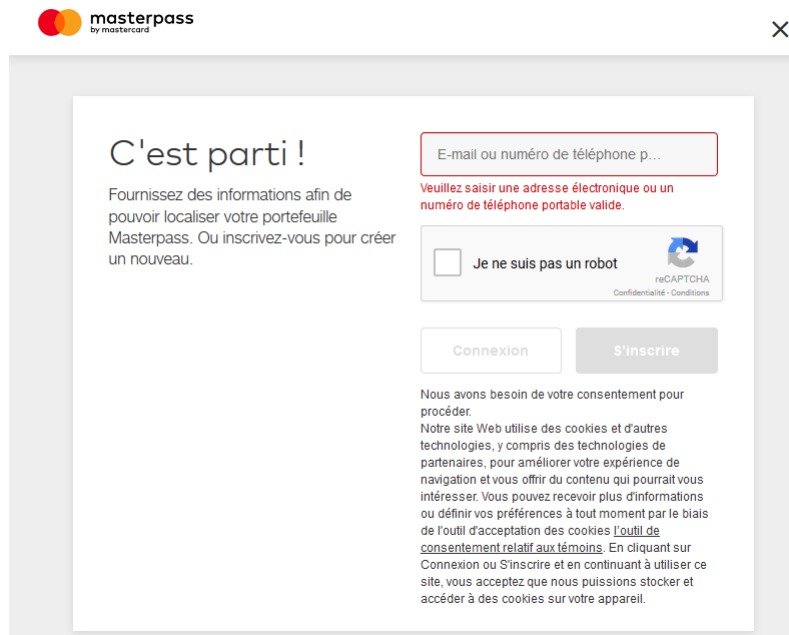 masterpass
by mastercard
C'est parti !
Fournissez des informations afin de
pouvoir localiser votre portefeuille
Masterpass. Ou inscrivez-vous pour créer
un nouveau.
E-mail ou numéro de téléphone p...
Veuillez saisir une adresse électronique ou un
numéro de téléphone portable valide.
Je ne suis pas un robot
reCAPTCHA
Confidentialité - Conditions
Connexion
S'inscrire
Nous avons besoin de votre consentement pour
procéder.
Notre site Web utilise des cookies et d'autres
technologies, y compris des technologies de
partenaires, pour améliorer votre expérience de
navigation et vous offrir du contenu qui pourrait vous
intéresser. Vous pouvez recevoir plus d'informations
ou définir vos préférences à tout moment par le biais
de l'outil d'acceptation des cookies l'outil de
consentement relatif aux témoins. En cliquant sur
Connexion ou S'inscrire et en continuant à utiliser ce
site, vous acceptez que nous puissions stocker et
accéder à des cookies sur votre appareil.